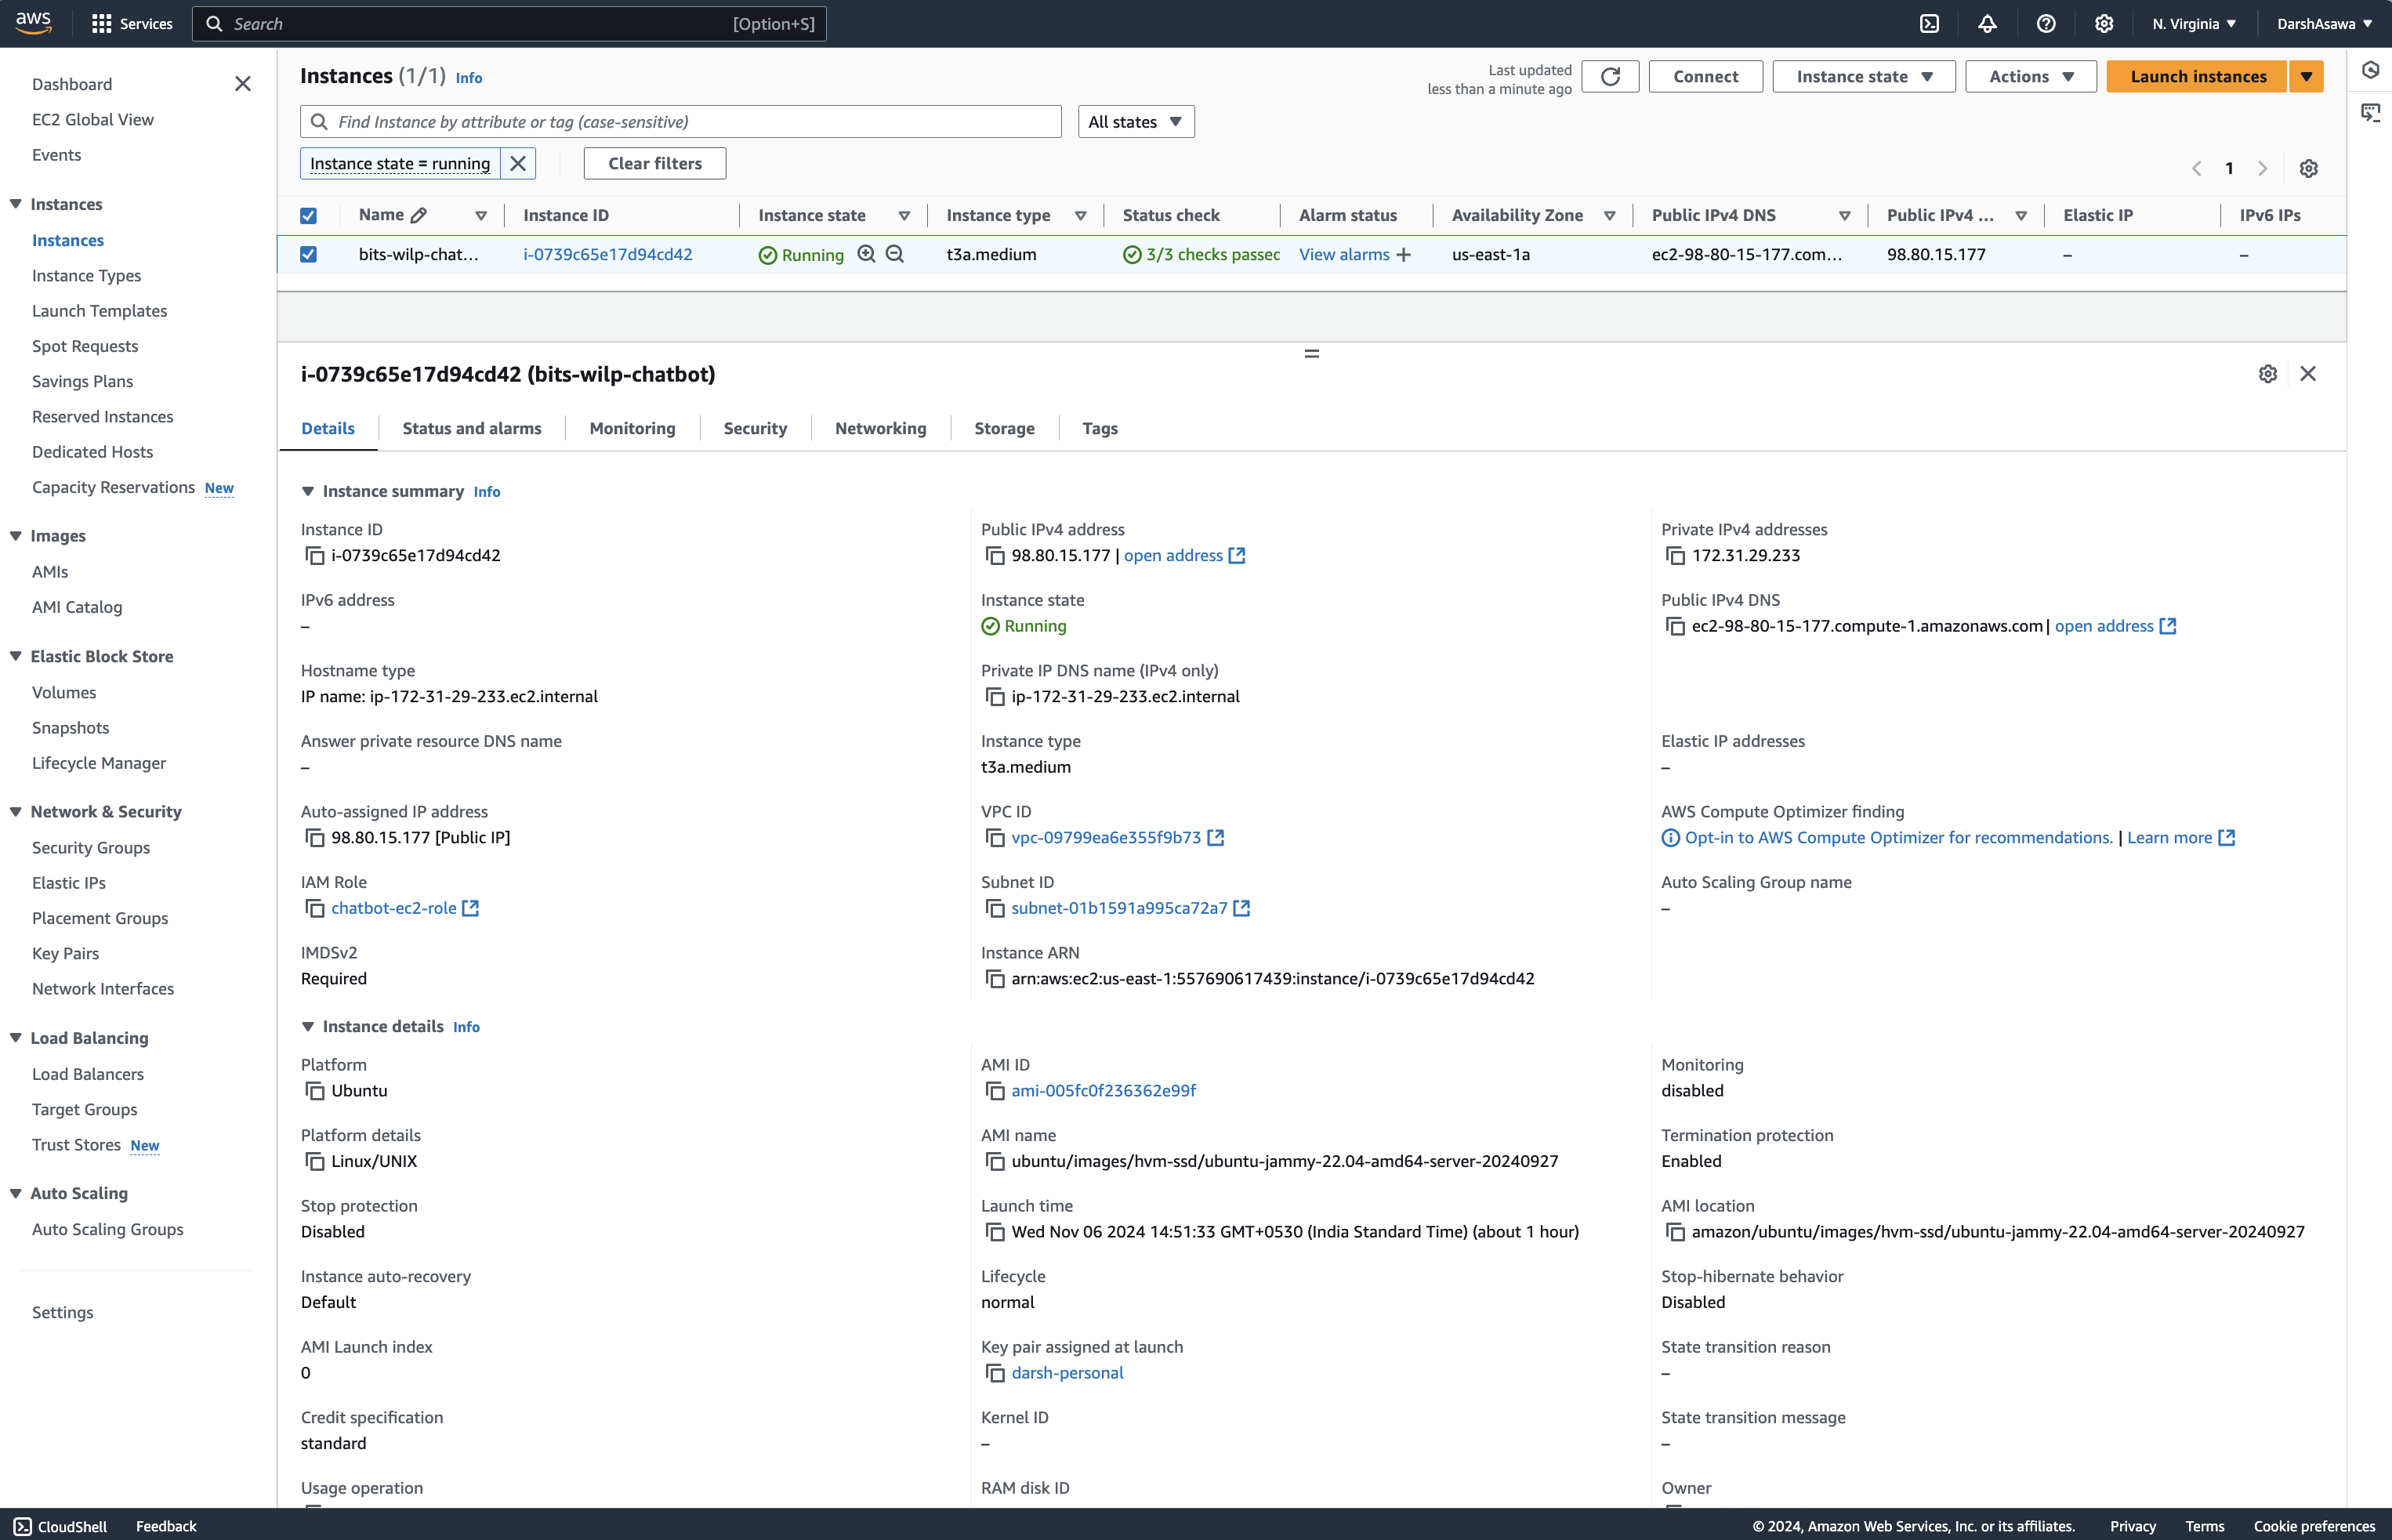 aws
Services
Search
[Option+S]
N. Virginia
DarshAsawa
Dashboard
EC2 Global View
Events
Instances
Instances
Instance Types
Launch Templates
Spot Requests
Savings Plans
Reserved Instances
Dedicated Hosts
Capacity Reservations New
Images
AMIs
AMI Catalog
Elastic Block Store
Volumes
Snapshots
Lifecycle Manager
Network & Security
Security Groups
Elastic IPs
Placement Groups
Key Pairs
Network Interfaces
Load Balancing
Load Balancers
Target Groups
Trust Stores New
Auto Scaling
Auto Scaling Groups
Settings
Instances (1/1) Info
Last updated
less than a minute ago
Connect
Instance state
Actions
Launch instances
Find Instance by attribute or tag (case-sensitive)
All states
Instance state = running
Clear filters
1
Name
Instance ID
Instance state
Instance type
Status check
Alarm status
Availability Zone
Public IPv4 DNS
Public IPv4 ...
Elastic IP
IPv6 IPs
bits-wilp-chat...
i-0739c65e17d94cd42
Running
t3a.medium
3/3 checks passec
View alarms
us-east-1a
ec2-98-80-15-177.com...
98.80.15.177
–
–
i-0739c65e17d94cd42 (bits-wilp-chatbot)
Details
Status and alarms
Monitoring
Security
Networking
Storage
Tags
Instance summary Info
Instance ID
i-0739c65e17d94cd42
Public IPv4 address
98.80.15.177 | open address
Private IPv4 addresses
172.31.29.233
IPv6 address
–
Instance state
Running
Public IPv4 DNS
ec2-98-80-15-177.compute-1.amazonaws.com | open address
Hostname type
IP name: ip-172-31-29-233.ec2.internal
Private IP DNS name (IPv4 only)
ip-172-31-29-233.ec2.internal
Answer private resource DNS name
–
Instance type
t3a.medium
Elastic IP addresses
–
Auto-assigned IP address
98.80.15.177 [Public IP]
VPC ID
vpc-09799ea6e355f9b73
AWS Compute Optimizer finding
Opt-in to AWS Compute Optimizer for recommendations. | Learn more
IAM Role
chatbot-ec2-role
Subnet ID
subnet-01b1591a995ca72a7
Auto Scaling Group name
–
IMDSv2
Required
Instance ARN
arn:aws:ec2:us-east-1:557690617439:instance/i-0739c65e17d94cd42
Instance details Info
Platform
Ubuntu
AMI ID
ami-005fc0f236362e99f
Monitoring
disabled
Platform details
Linux/UNIX
AMI name
ubuntu/images/hvm-ssd/ubuntu-jammy-22.04-amd64-server-20240927
Termination protection
Enabled
Stop protection
Disabled
Launch time
Wed Nov 06 2024 14:51:33 GMT+0530 (India Standard Time) (about 1 hour)
AMI location
amazon/ubuntu/images/hvm-ssd/ubuntu-jammy-22.04-amd64-server-20240927
Instance auto-recovery
Default
Lifecycle
normal
Stop-hibernate behavior
Disabled
AMI Launch index
0
Key pair assigned at launch
darsh-personal
State transition reason
–
Credit specification
standard
Kernel ID
–
State transition message
–
Usage operation
RAM disk ID
Owner
CloudShell
Feedback
© 2024, Amazon Web Services, Inc. or its affiliates.
Privacy
Terms
Cookie preferences